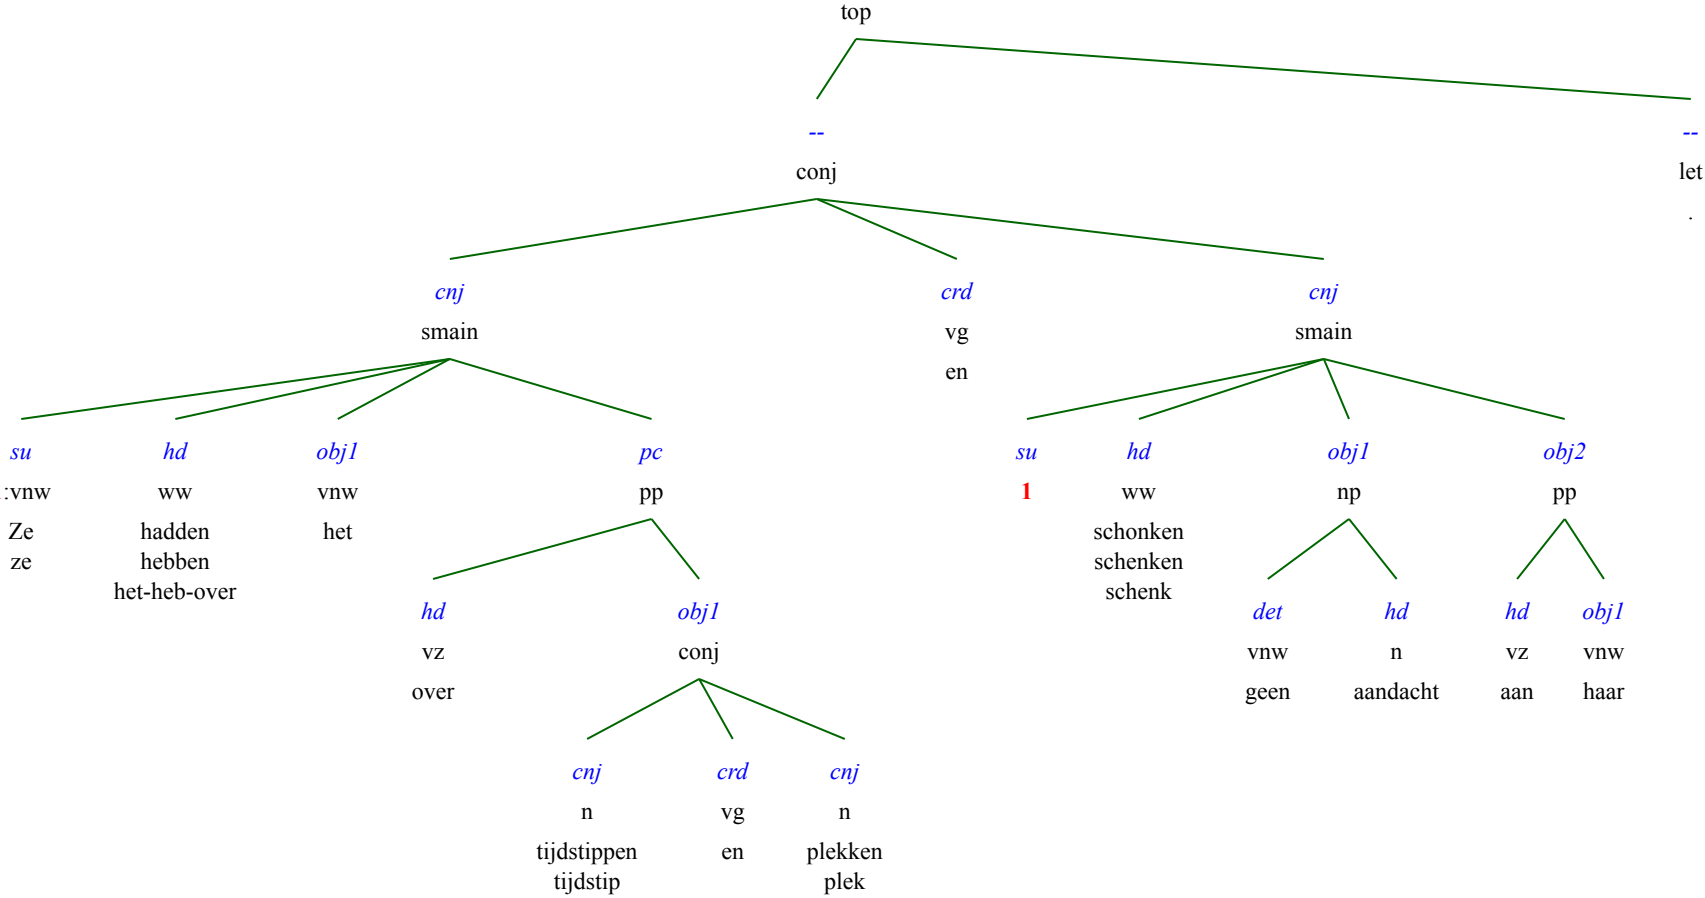 top
-- --
conj let
.
cnj crd cnj
smain vg smain
en
su hd obj1 pc su hd obj1 obj2
:vnw ww vnw pp 1 ww np pp
Ze hadden het schonken
ze hebben schenken
het-heb-over schenk
hd obj1 det hd hd obj1
vz conj vnw n vz vnw
over geen aandacht aan haar
cnj crd cnj
n vg n
tijdstippen en plekken
tijdstip plek